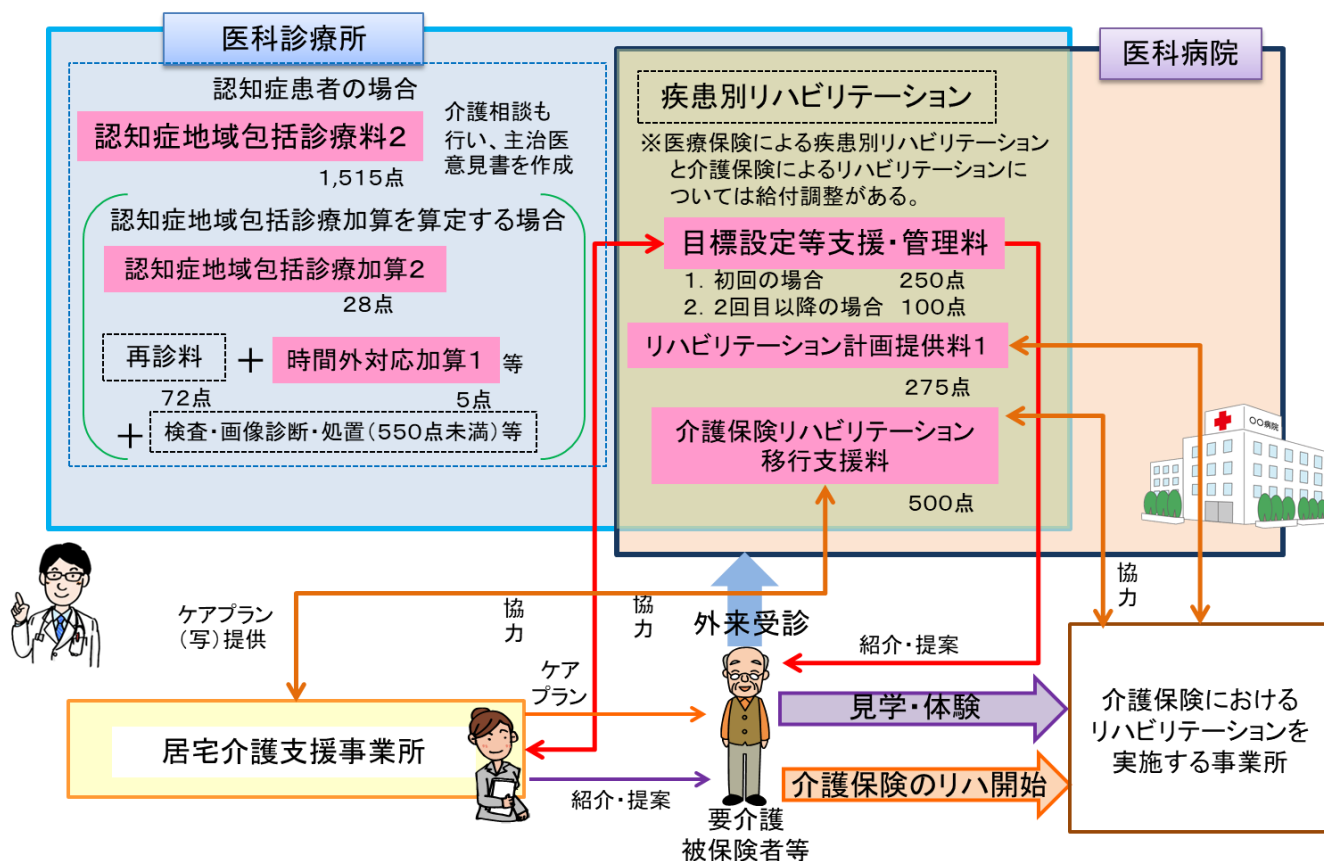 医科診療所
医科病院
認知症患者の場合
認知症地域包括診療料2
1,515点
介護相談も
行い、主治医
意見書を作成
認知症地域包括診療加算を算定する場合
認知症地域包括診療加算2
28点
再診料
＋
時間外対応加算1
等
72点
5点
＋
検査・画像診断・処置(550点未満)等
疾患別リハビリテーション
※医療保険による疾患別リハビリテーション
と介護保険によるリハビリテーションに
ついては給付調整がある。
目標設定等支援・管理料
1．初回の場合 250点
2．2回目以降の場合 100点
リハビリテーション計画提供料1
275点
介護保険リハビリテーション
移行支援料
500点
〇〇病院
ケアプラン
(写)提供
協力
協力
外来受診
協力
紹介・提案
ケア
プラン
居宅介護支援事業所
紹介・提案
見学・体験
介護保険のリハ開始
要介護
被保険者等
介護保険における
リハビリテーションを
実施する事業所